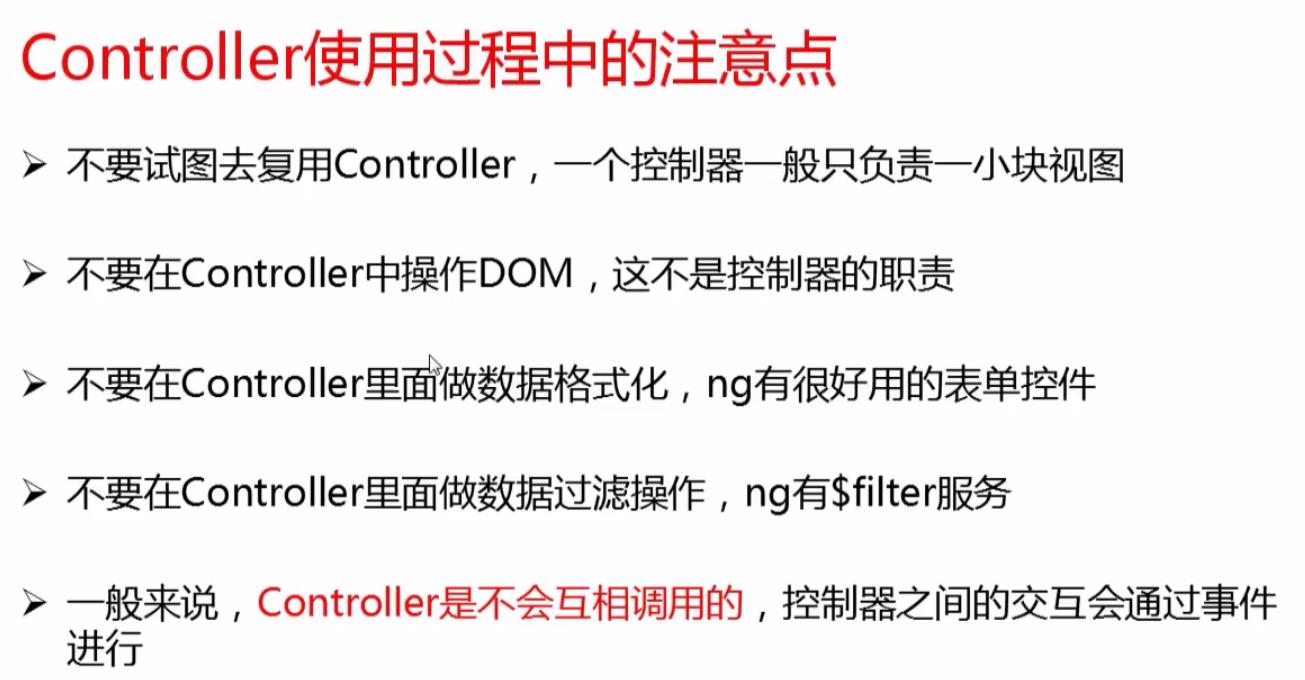 Controller使用过程中的注意点
不要试图去复用Controller，一个控制器一般只负责一小块视图
不要在Controller中操作DOM，这不是控制器的职责
不要在Controller里面做数据格式化，ng有很好用的表单控件
不要在Controller里面做数据过滤操作，ng有$filter服务
一般来说，Controller是不会互相调用的，控制器之间的交互会通过事件
进行